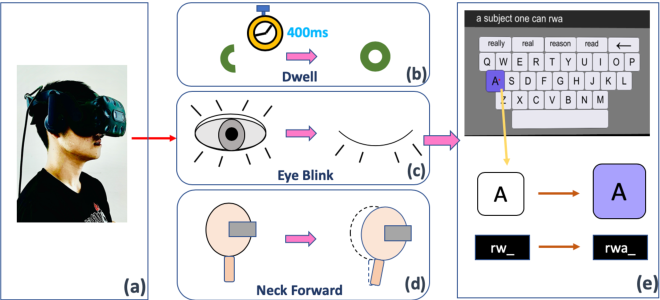 (a)
400ms
Dwell
(b)
Eye Blink
(c)
Neck Forward
(d)
a subject one can rwa
really real reason read ←
Q W E R T Y U I O P
A S D F G H J K L
Z X C V B N M
A A
rw_ rwa_
(e)